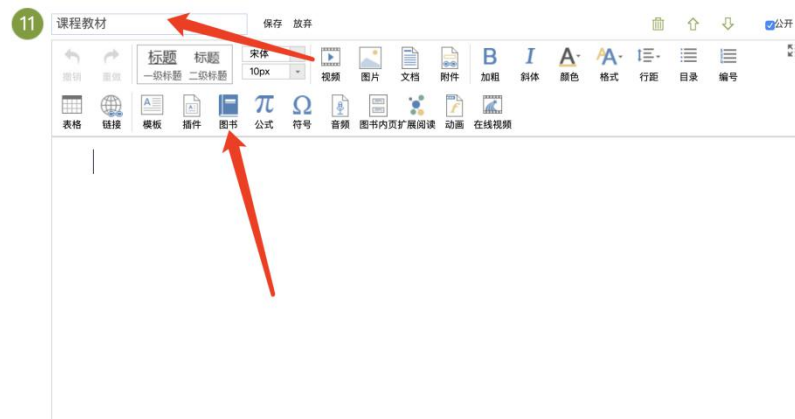 11 课程教材 保存 放弃 公开
标题 标题 宋体
撤销 重做 一级标题 二级标题 10px 视频 图片 文档 附件 加粗 斜体 颜色 格式 行距 目录 编号
表格 链接 模板 插件 图书 公式 符号 音频 图书内页 扩展阅读 动画 在线视频